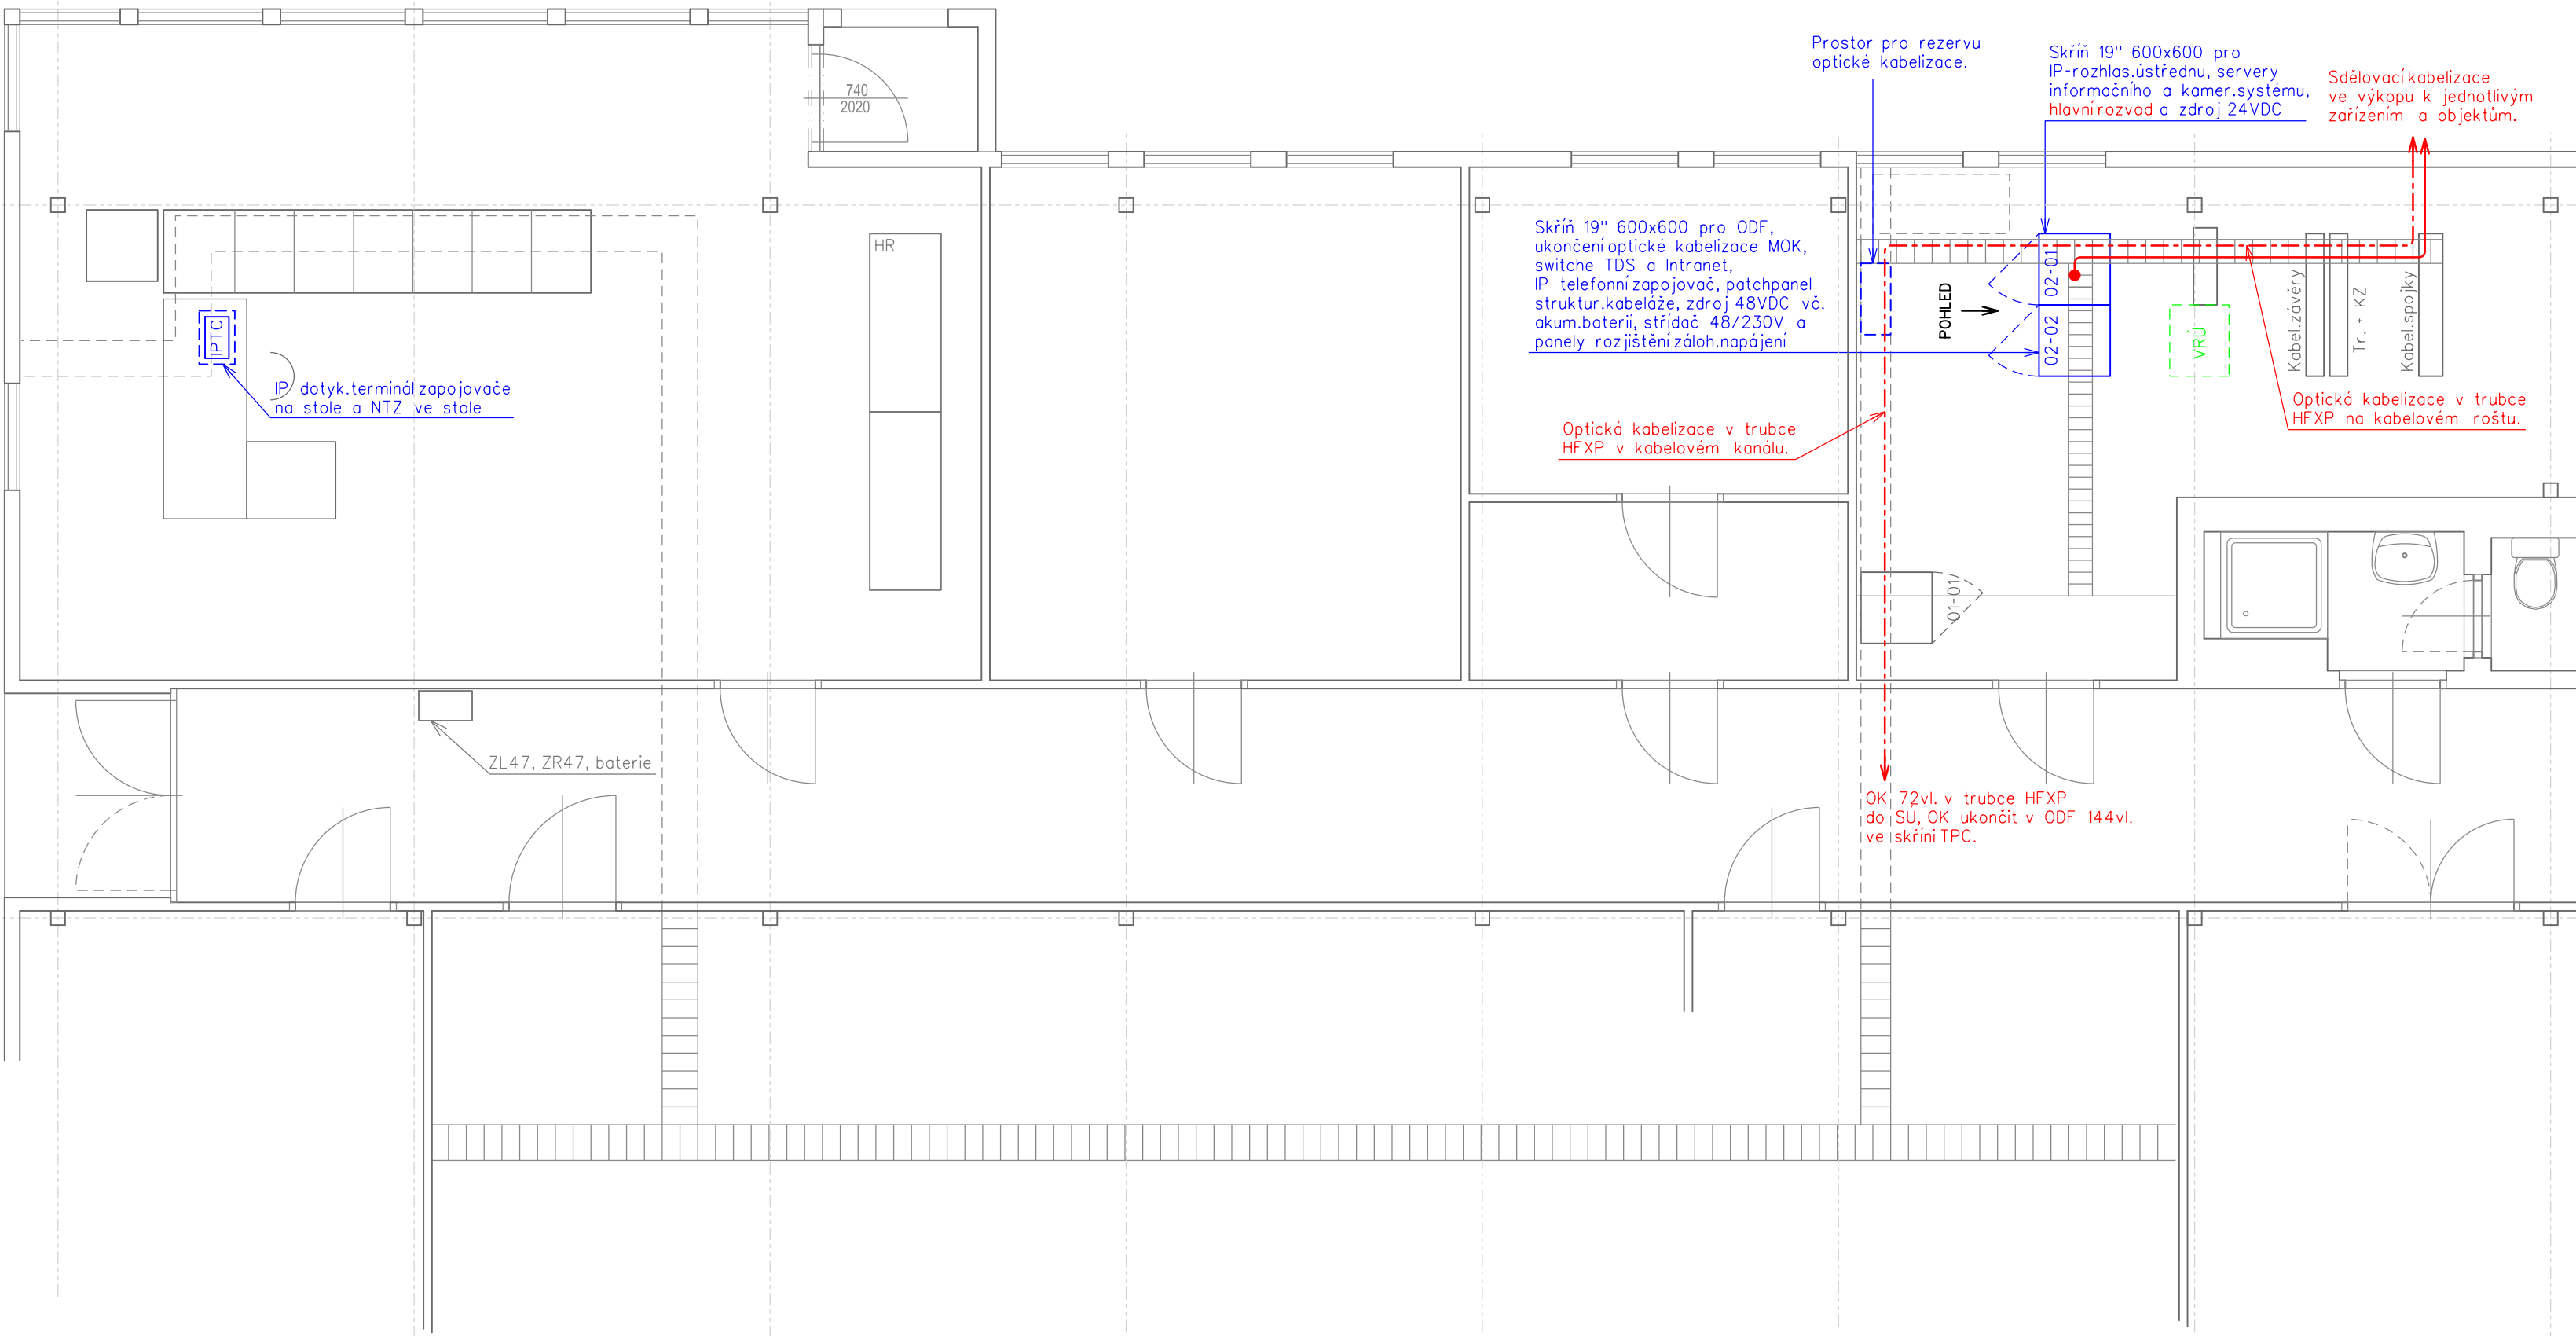 740
2020
Prostor pro rezervu
optické kabelizace.
Skříň 19'' 600x600 pro
IP-rozhlas.ústřednu, servery
informačního a kamer.systému,
hlavní rozvod a zdroj 24VDC
Sdělovací kabelizace
ve výkopu k jednotlivým
zařízením a objektům.
HR
Skříň 19'' 600x600 pro ODF,
ukončení optické kabelizace MOK,
switche TDS a Intranet,
IP telefonní zapojovač, patchpanel
struktur.kabeláže, zdroj 48VDC vč.
akum.baterií, střídač 48/230V a
panely rozjištění záloh.napájení
POHLED
02-01
02-02
VRÚ
Kabel.závěry
Tr. + KZ
Kabel.spojky
IPTC
IP dotyk.terminál zapojovače
na stole a NTZ ve stole
Optická kabelizace v trubce
HFXP na kabelovém roštu.
Optická kabelizace v trubce
HFXP v kabelovém kanálu.
01-01
ZL47, ZR47, baterie
OK 72vl. v trubce HFXP
do SÚ, OK ukončit v ODF 144vl.
ve skříni TPC.